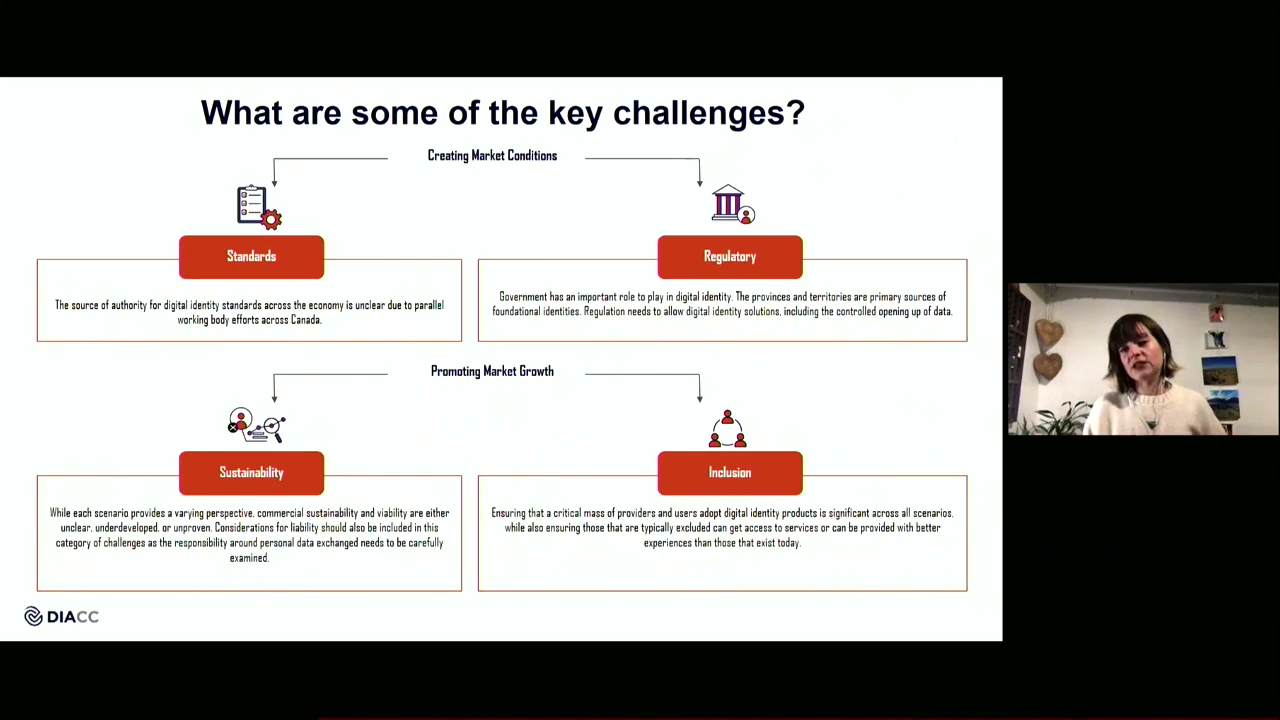 What are some of the key challenges?
Creating Market Conditions
Standards
The source of authority for digital identity standards across the economy is unclear due to parallel
working body efforts across Canada.
Regulatory
Government has an important role to play in digital identity. The provinces and territories are primary sources of
foundational identities. Regulation needs to allow digital identity solutions, including the controlled opening up of data.
Promoting Market Growth
Sustainability
While each scenario provides a varying perspective, commercial sustainability and viability are either
unclear, underdeveloped, or unproven. Considerations for liability should also be included in this
category of challenges as the responsibility around personal data exchanged needs to be carefully
examined.
Inclusion
Ensuring that a critical mass of providers and users adopt digital identity products is significant across all scenarios,
while also ensuring those that are typically excluded can get access to services or can be provided with better
experiences than those that exist today.
DIACC